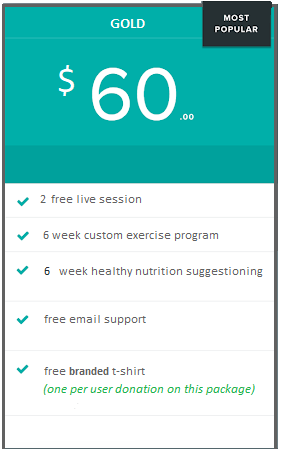 MOST
POPULAR
GOLD
$ 60.00
2 free live session
6 week custom exercise program
6 week healthy nutrition suggestioning
free email support
free branded t-shirt
(one per user donation on this package)